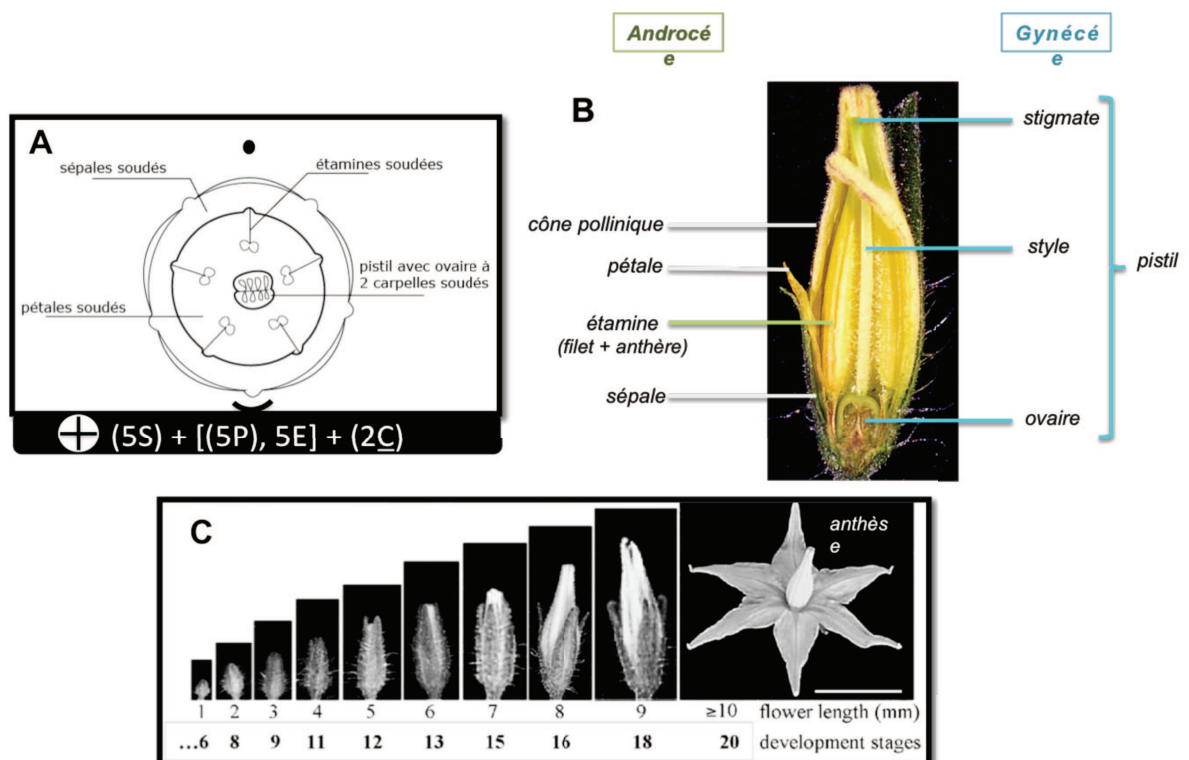 Androcé
e
Gynécé
e
A
sépales soudés
étamines soudées
pistil avec ovaire à
2 carpelles soudés
pétales soudés
(5S) + [(5P), 5E] + (2C)
B
cône pollinique
pétale
étamine
(filet + anthère)
sépale
stigmate
style
pistil
ovaire
C
anthès
e
1 2 3 4 5 6 7 8 9 ≥10 flower length (mm)
...6 8 9 11 12 13 15 16 18 20 development stages